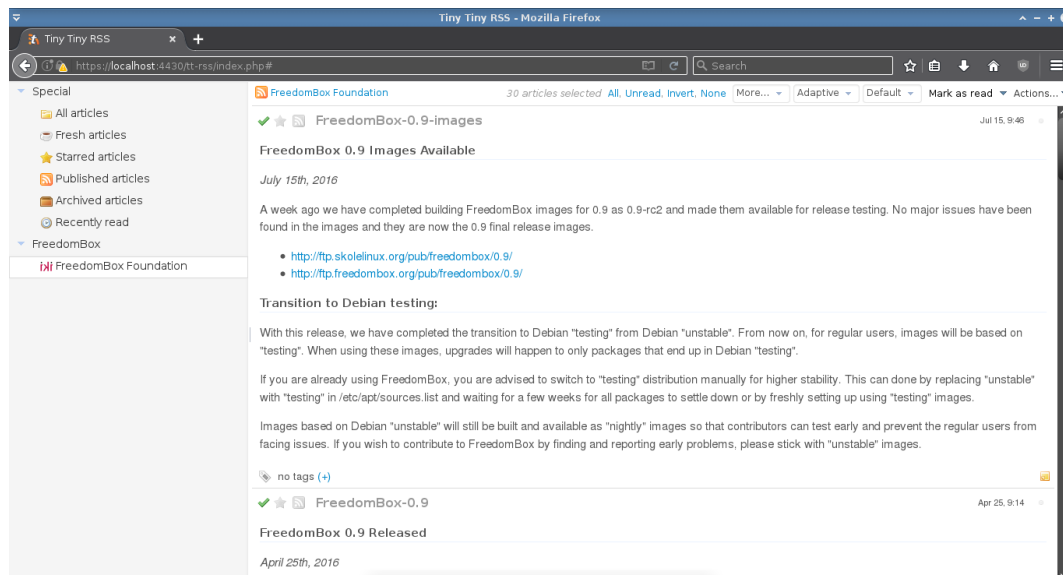 Tiny Tiny RSS - Mozilla Firefox
Tiny Tiny RSS
https://localhost:4430/tt-rss/index.php#
Search
Special
All articles
Fresh articles
Starred articles
Published articles
Archived articles
Recently read
FreedomBox
FreedomBox Foundation
FreedomBox Foundation
30 articles selected All, Unread, Invert, None More... Adaptive Default Mark as read Actions...
FreedomBox-0.9-images Jul 15, 9:46
FreedomBox 0.9 Images Available
July 15th, 2016
A week ago we have completed building FreedomBox images for 0.9 as 0.9-rc2 and made them available for release testing. No major issues have been
found in the images and they are now the 0.9 final release images.
http://ftp.skolelinux.org/pub/freedombox/0.9/
http://ftp.freedombox.org/pub/freedombox/0.9/
Transition to Debian testing:
With this release, we have completed the transition to Debian "testing" from Debian "unstable". From now on, for regular users, images will be based on
"testing". When using these images, upgrades will happen to only packages that end up in Debian "testing".
If you are already using FreedomBox, you are advised to switch to "testing" distribution manually for higher stability. This can done by replacing "unstable"
with "testing" in /etc/apt/sources.list and waiting for a few weeks for all packages to settle down or by freshly setting up using "testing" images.
Images based on Debian "unstable" will still be built and available as "nightly" images so that contributors can test early and prevent the regular users from
facing issues. If you wish to contribute to FreedomBox by finding and reporting early problems, please stick with "unstable" images.
no tags (+)
FreedomBox-0.9 Apr 25, 9:14
FreedomBox 0.9 Released
April 25th, 2016